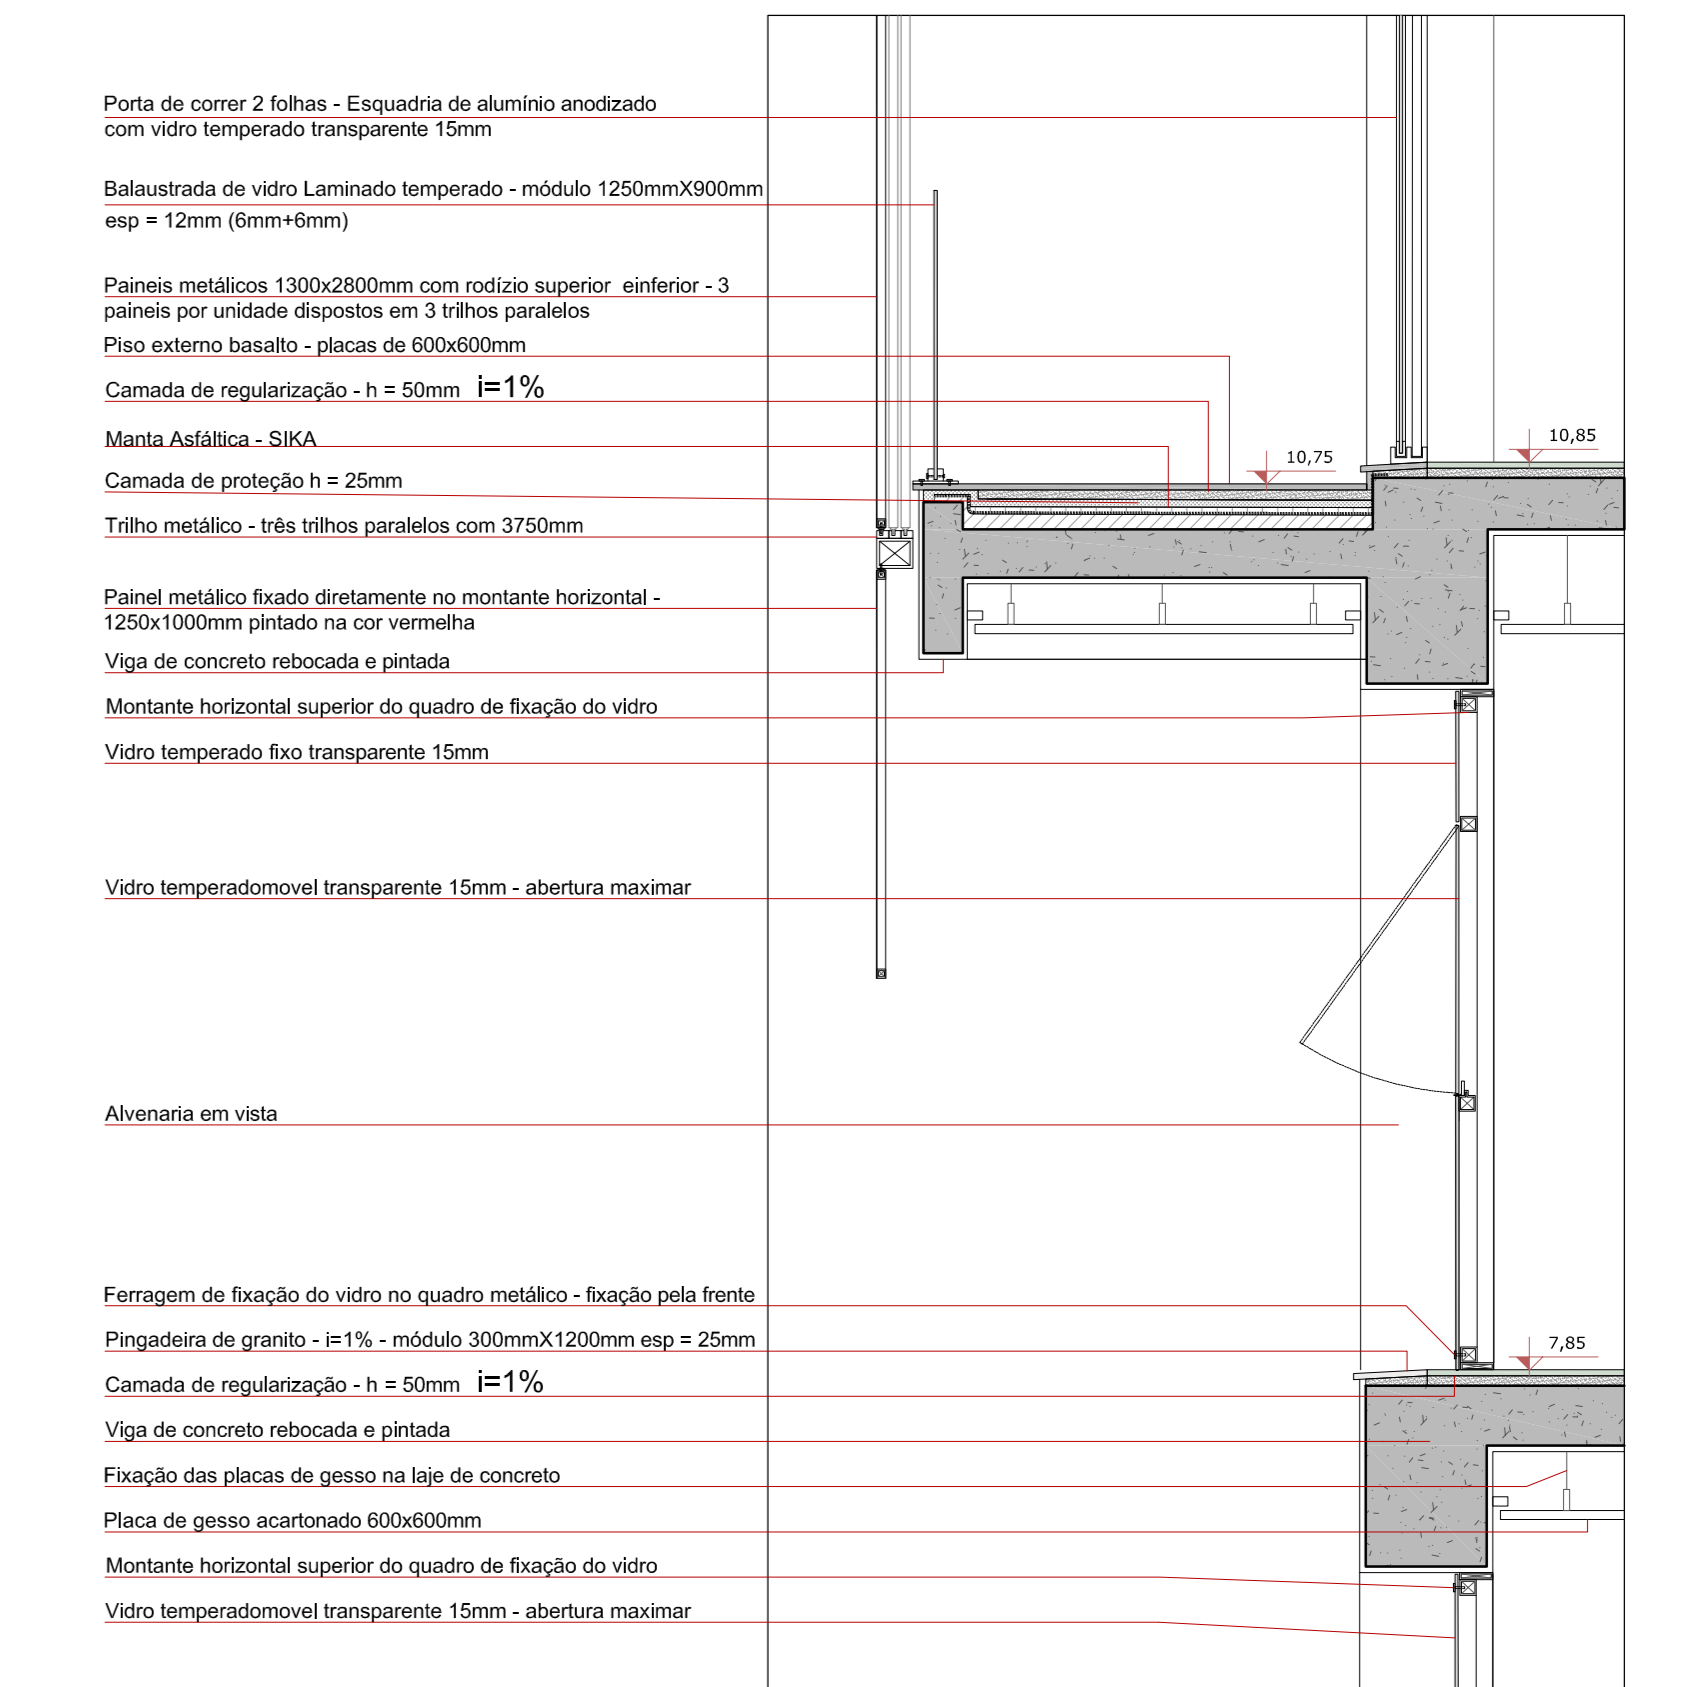 Porta de correr 2 folhas - Esquadria de alumínio anodizado
com vidro temperado transparente 15mm
Balaustrada de vidro Laminado temperado - módulo 1250mmX900mm
esp = 12mm (6mm+6mm)
Paineis metálicos 1300x2800mm com rodízio superior  einferior - 3
paineis por unidade dispostos em 3 trilhos paralelos
Piso externo basalto - placas de 600x600mm
Camada de regularização - h = 50mm  i=1%
Manta Asfáltica - SIKA
10,85
10,75
Camada de proteção h = 25mm
Trilho metálico - três trilhos paralelos com 3750mm
Painel metálico fixado diretamente no montante horizontal -
1250x1000mm pintado na cor vermelha
Viga de concreto rebocada e pintada
Montante horizontal superior do quadro de fixação do vidro
Vidro temperado fixo transparente 15mm
Vidro temperadomovel transparente 15mm - abertura maximar
Alvenaria em vista
Ferragem de fixação do vidro no quadro metálico - fixação pela frente
Pingadeira de granito - i=1% - módulo 300mmX1200mm esp = 25mm
7,85
Camada de regularização - h = 50mm  i=1%
Viga de concreto rebocada e pintada
Fixação das placas de gesso na laje de concreto
Placa de gesso acartonado 600x600mm
Montante horizontal superior do quadro de fixação do vidro
Vidro temperadomovel transparente 15mm - abertura maximar